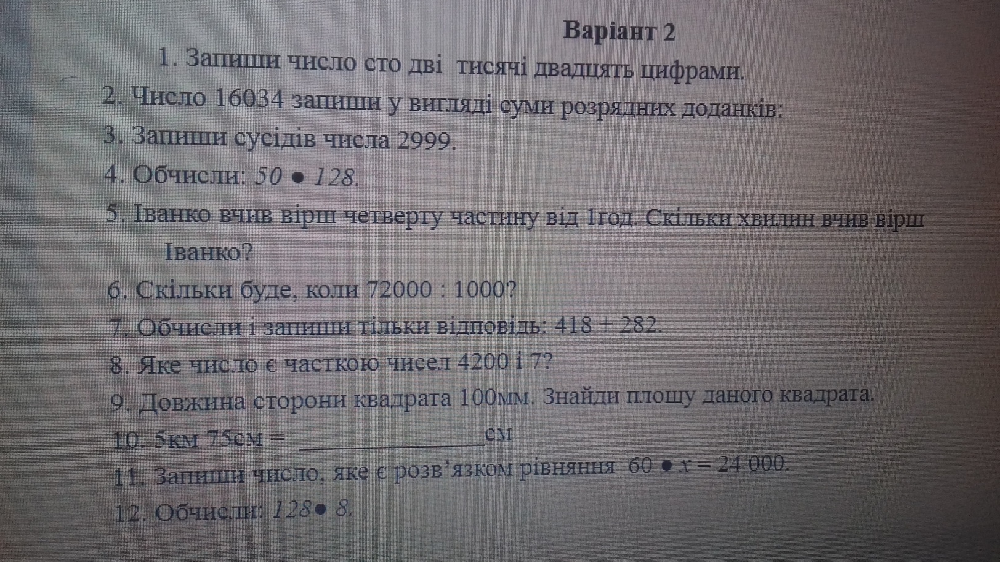 Варіант 2
1. Запиши число сто дві тисячі двадцять цифрами.
2. Число 16034 запиши у вигляді суми розрядних доданків:
3. Запиши сусідів числа 2999.
4. Обчисли: 50 ● 128.
5. Іванко вчив вірш четверту частину від 1год. Скільки хвилин вчив вірш
Іванко?
6. Скільки буде, коли 72000 : 1000?
7. Обчисли і запиши тільки відповідь: 418 + 282.
8. Яке число є часткою чисел 4200 і 7?
9. Довжина сторони квадрата 100мм. Знайди площу даного квадрата.
10. 5км 75см = ______________см
11. Запиши число, яке є розв’язком рівняння 60 ● х = 24 000.
12. Обчисли: 128● 8.